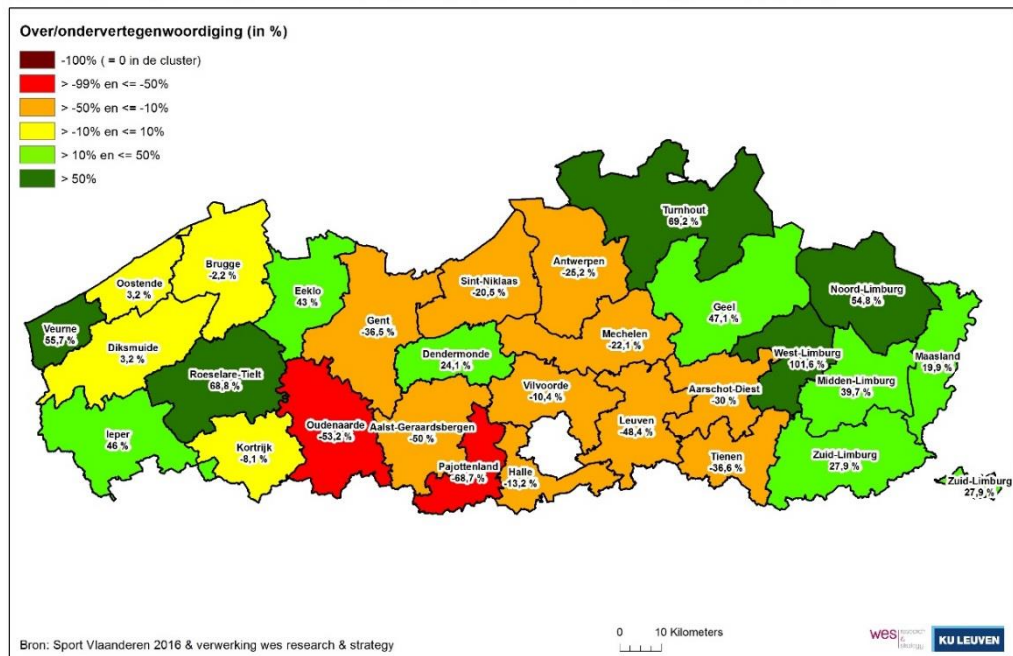 Over/ondervertegenwoordiging (in %)
-100% ( = 0 in de cluster)
> -99% en <= -50%
> -50% en <= -10%
> -10% en <= 10%
> 10% en <= 50%
> 50%
Turnhout
69,2 %
Brugge
-2,2 %
Oostende
3,2 %
Eeklo
43 %
Sint-Niklaas
-20,5 %
Antwerpen
-25,2 %
Noord-Limburg
54,8 %
Veurne
55,7 %
Gent
-36,5 %
Geel
47,1 %
Diksmuide
3,2 %
Mechelen
-22,1 %
Dendermonde
24,1 %
West-Limburg
101,6 %
Maasland
19,9 %
Roeselare-Tielt
68,8 %
Vilvoorde
-10,4 %
Aarschot-Diest
-30 %
Midden-Limburg
39,7 %
Ieper
46 %
Kortrijk
-8,1 %
Oudenaarde
-53,2 %
Aalst-Geraardsbergen
-50 %
Leuven
-48,4 %
Pajottenland
-68,7 %
Halle
-13,2 %
Tienen
-36,6 %
Zuid-Limburg
27,9 %
Zuid-Limburg
27,9 %
Bron: Sport Vlaanderen 2016 & verwerking wes research & strategy
0 10 Kilometers
wes research
&
strategy
KU LEUVEN